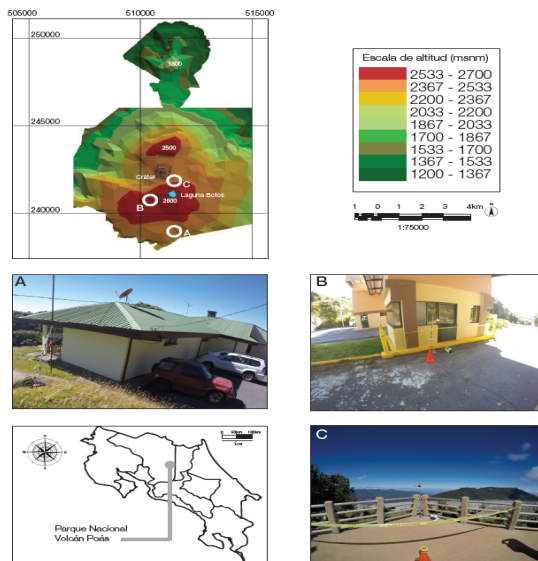 505000
510000
515000
250000
245000
240000
1800
2500
Cráter
C
Laguna Botos
B
2600
A
Escala de altitud (msnm)
2533 - 2700
2367 - 2533
2200 - 2367
2033 - 2200
1867 - 2033
1700 - 1867
1533 - 1700
1367 - 1533
1200 - 1367
1 0 1 2 3 4km
1:75000
A
B
Parque Nacional
Volcán Poás
C